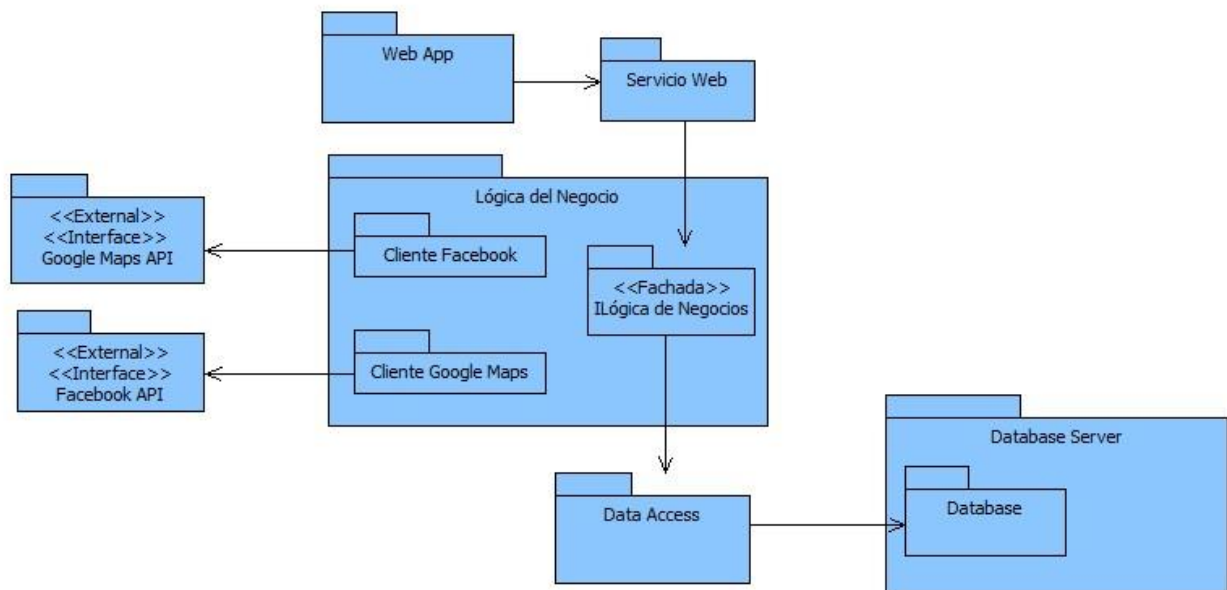 Web App
Servicio Web
Lógica del Negocio
<<External>>
<<Interface>>
Google Maps API
Cliente Facebook
<<Fachada>>
ILógica de Negocios
<<External>>
<<Interface>>
Facebook API
Cliente Google Maps
Database Server
Data Access
Database